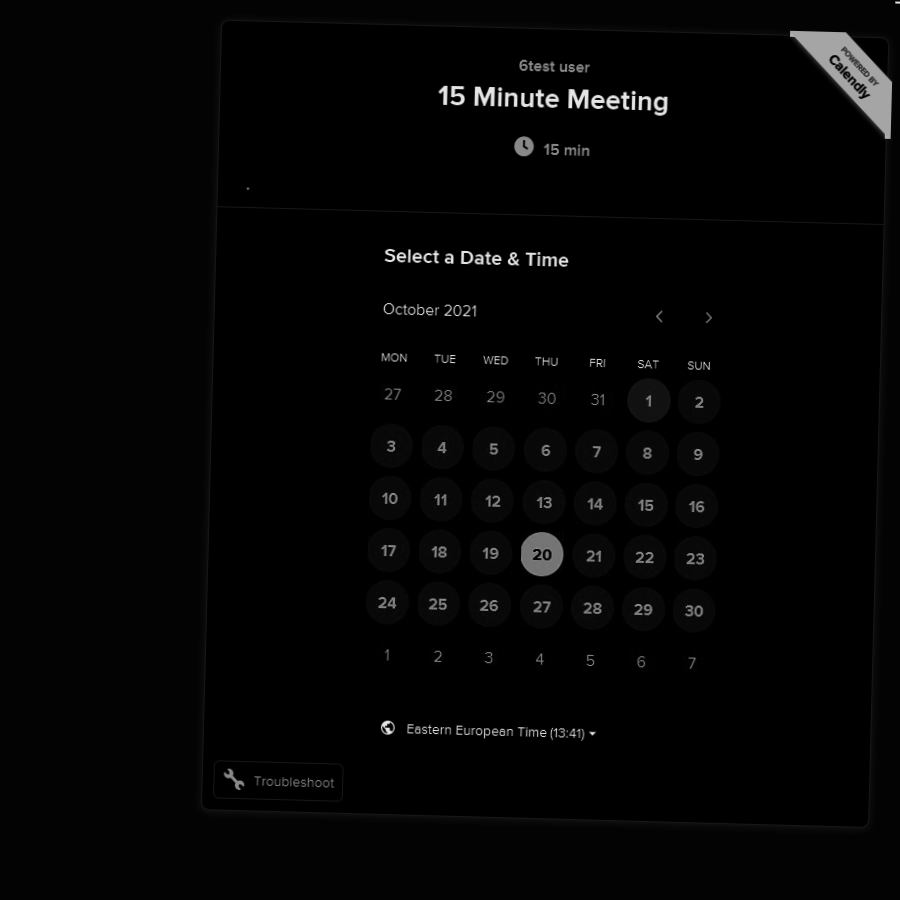 6test user
15 Minute Meeting
15 min
POWERED BY
Calendly
Select a Date & Time
October 2021
MON TUE WED THU FRI SAT SUN
27 28 29 30 31 1 2
3 4 5 6 7 8 9
10 11 12 13 14 15 16
17 18 19 20 21 22 23
24 25 26 27 28 29 30
1 2 3 4 5 6 7
Eastern European Time (13:41)
Troubleshoot